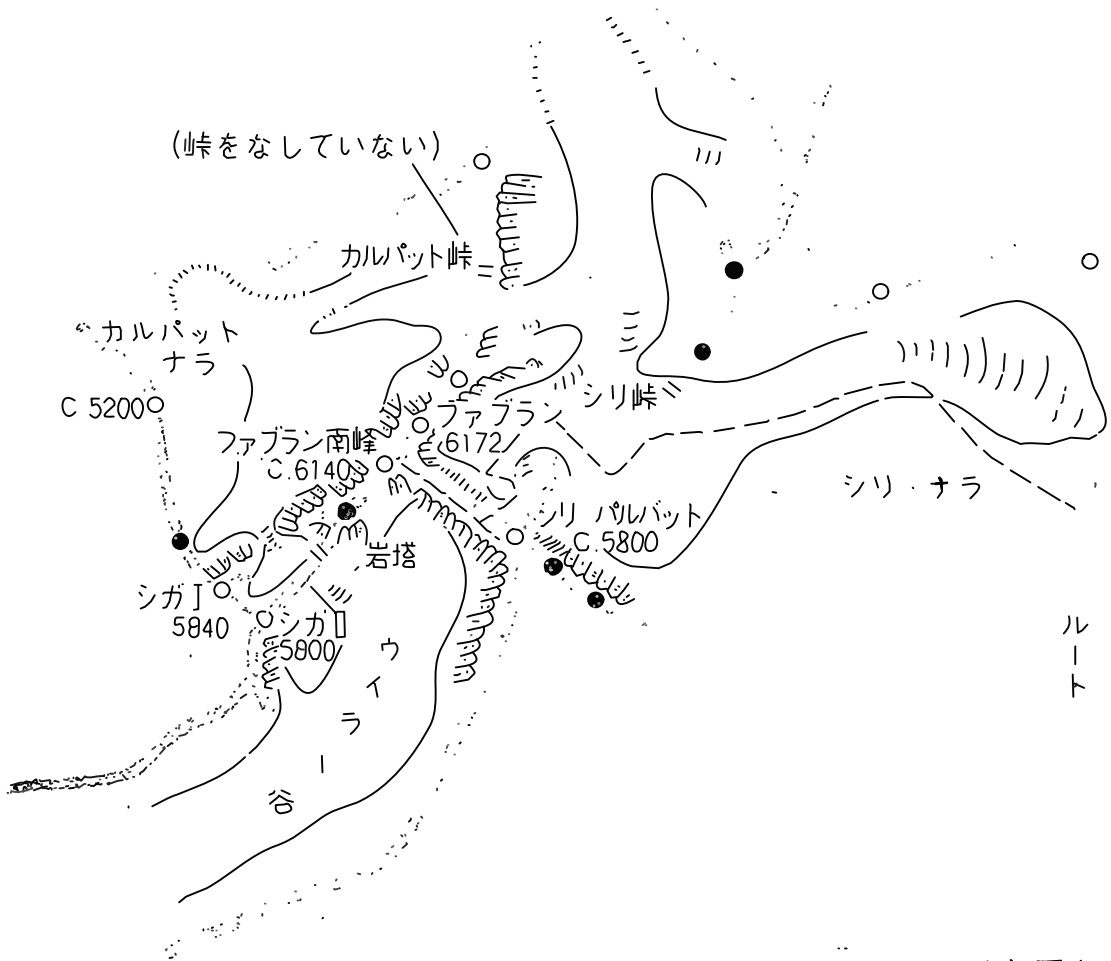 (峠をなしていない)
カルパット峠
カルパット
ナラ
C 5200
シリ峠
ファブラン
6172
ファブラン南峰
C.6140
シリ・ナラ
シリ パルバット
C.5800
岩塔
シガI
5840
シガII
5800
ウイラー谷
ルート